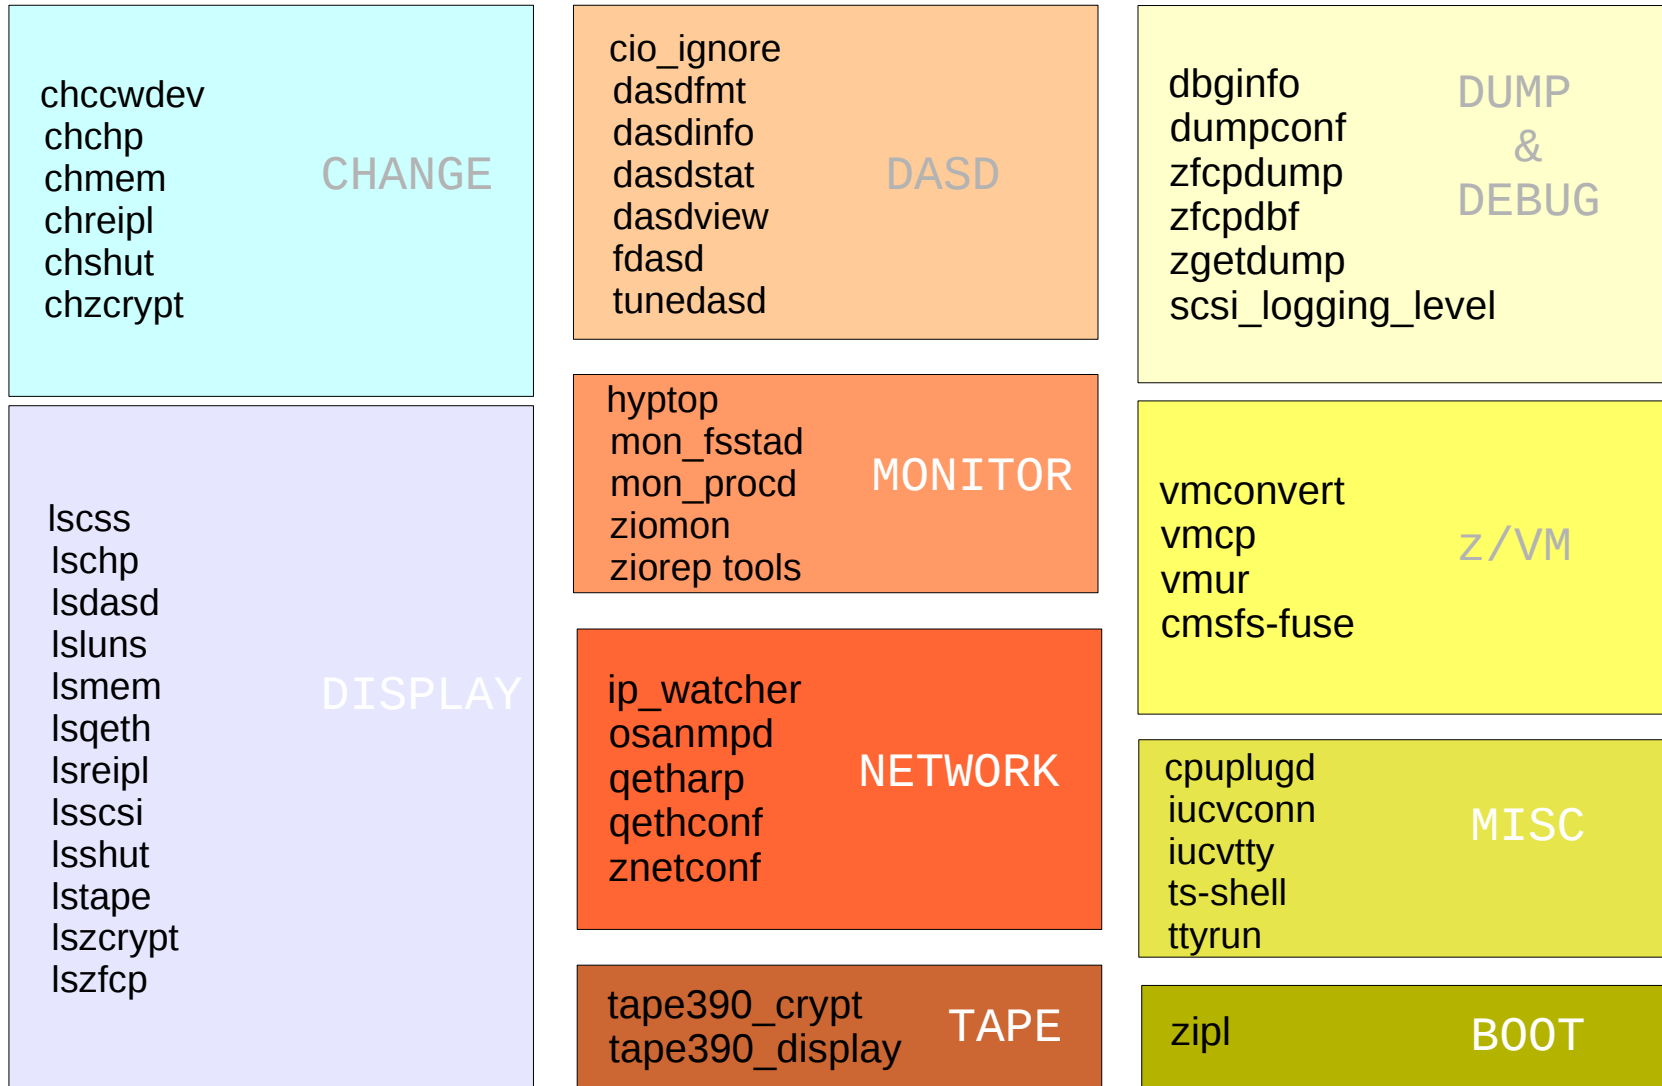 chccwdev
chchp
chmem
chreipl
chshut
chzcrypt
CHANGE
lscss
lschp
lsdasd
lsluns
lsmem
lsqeth
lsreipl
lsscsi
lsshut
lstape
lszcrypt
lszfcp
DISPLAY
cio_ignore
dasdfmt
dasdinfo
dasdstat
dasdview
fdasd
tunedasd
DASD
hyptop
mon_fsstad
mon_procd
ziomon
ziorep tools
MONITOR
ip_watcher
osanmpd
qetharp
qethconf
znetconf
NETWORK
tape390_crypt
tape390_display
TAPE
dbginfo
dumpconf
zfcpdump
zfcpdbf
zgetdump
scsi_logging_level
DUMP
&
DEBUG
vmconvert
vmcp
vmur
cmsfs-fuse
z/VM
cpuplugd
iucvconn
iucvtty
ts-shell
ttyrun
MISC
zipl
BOOT